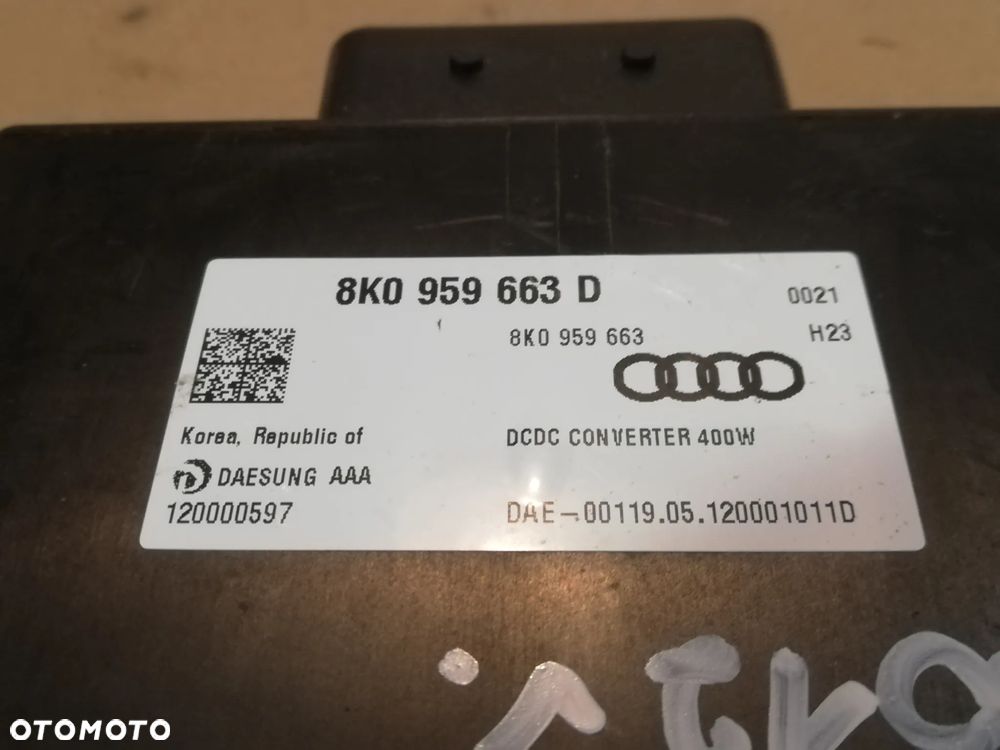 8K0 959 663 D
0021
8K0 959 663
H23
Korea, Republic of
DCDC CONVERTER 400W
DAESUNG AAA
120000597
DAE-00119.05.120001011D
OTOMOTO